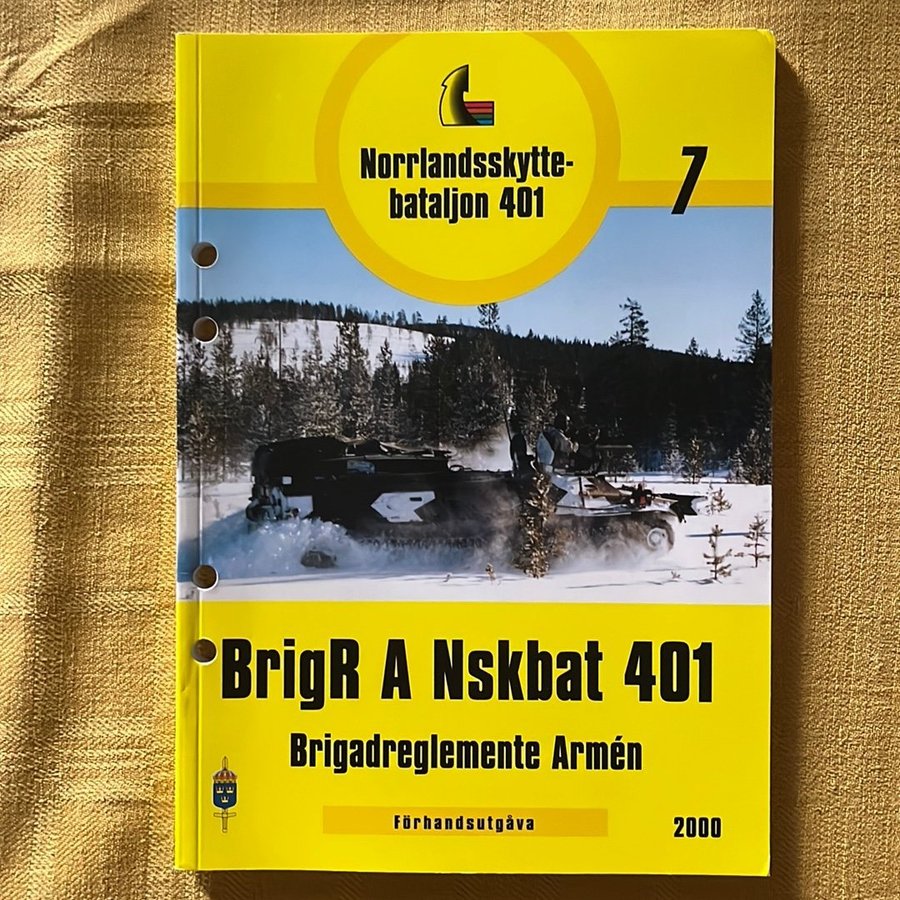 Norrlandsskytte-
bataljon 401
7
BrigR A Nskbat 401
Brigadreglemente Armén
Förhandsutgåva
2000